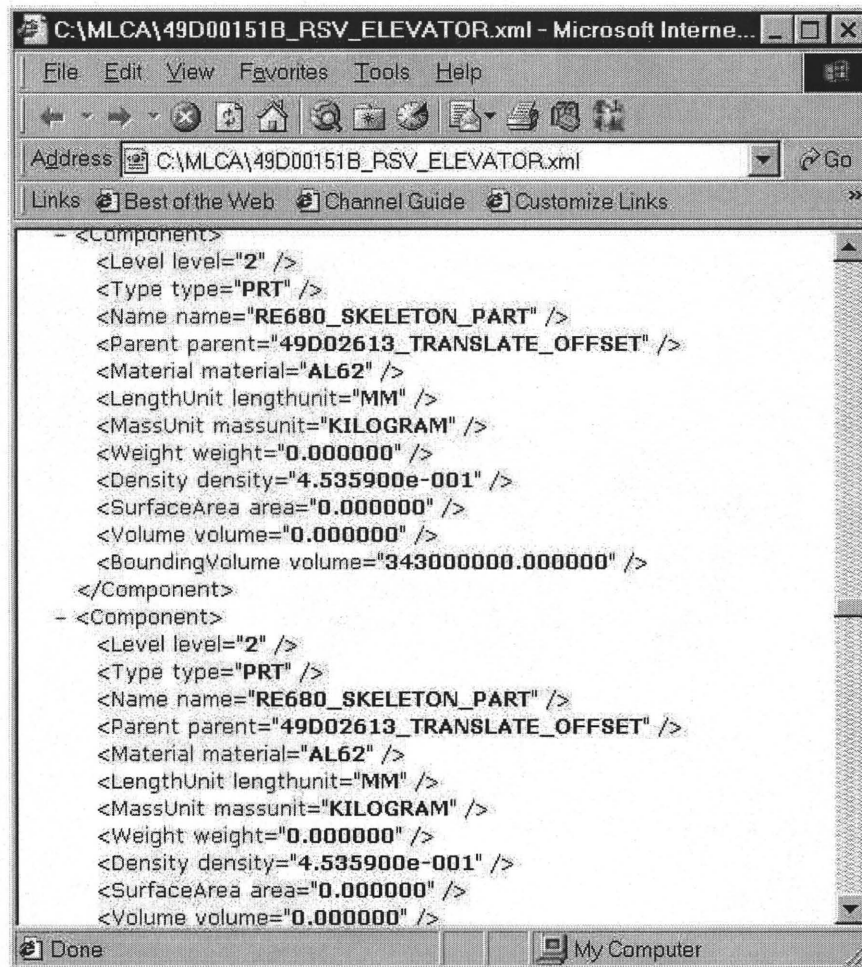 C:\MLCA\49D00151B_RSV_ELEVATOR.xml - Microsoft Interne...
File Edit View Favorites Tools Help
Address C:\MLCA\49D00151B_RSV_ELEVATOR.xml Go
Links Best of the Web Channel Guide Customize Links »
- <Component>
<Level level="2" />
<Type type="PRT" />
<Name name="RE680_SKELETON_PART" />
<Parent parent="49D02613_TRANSLATE_OFFSET" />
<Material material="AL62" />
<LengthUnit lengthunit="MM" />
<MassUnit massunit="KILOGRAM" />
<Weight weight="0.000000" />
<Density density="4.535900e-001" />
<SurfaceArea area="0.000000" />
<Volume volume="0.000000" />
<BoundingVolume volume="343000000.000000" />
</Component>
- <Component>
<Level level="2" />
<Type type="PRT" />
<Name name="RE680_SKELETON_PART" />
<Parent parent="49D02613_TRANSLATE_OFFSET" />
<Material material="AL62" />
<LengthUnit lengthunit="MM" />
<MassUnit massunit="KILOGRAM" />
<Weight weight="0.000000" />
<Density density="4.535900e-001" />
<SurfaceArea area="0.000000" />
<Volume volume="0.000000" />
Done My Computer